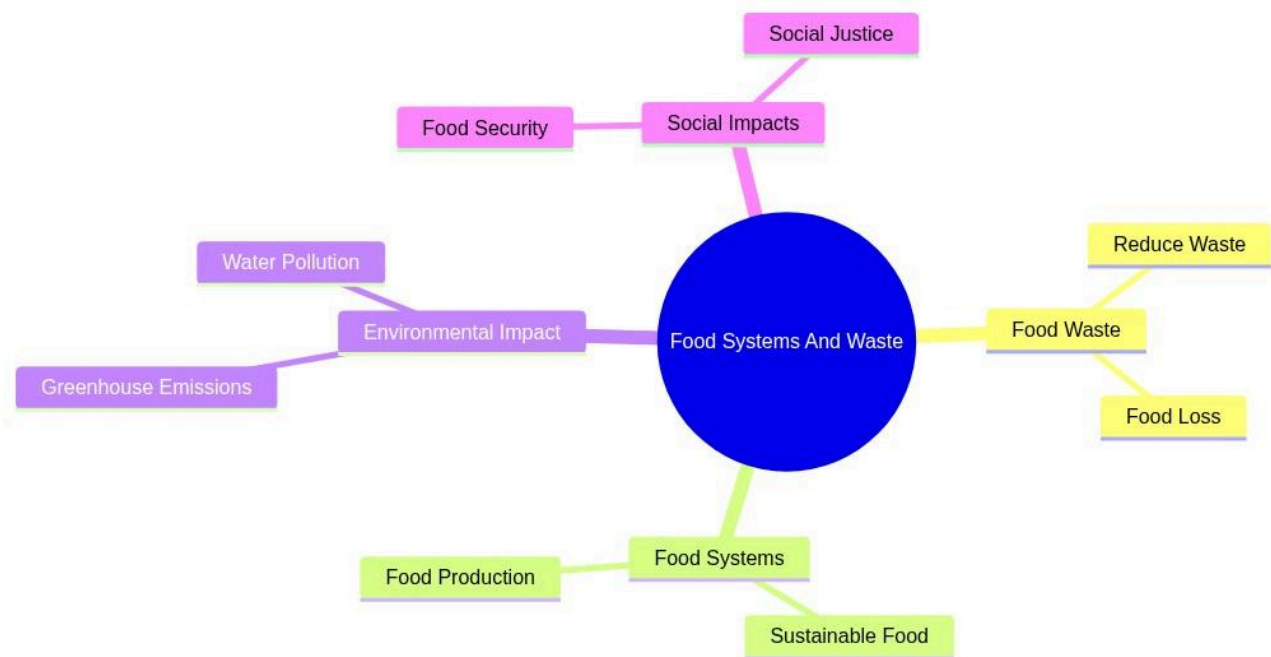 Social Justice
Social Impacts
Food Security
Reduce Waste
Water Pollution
Food Waste
Environmental Impact
Food Systems And Waste
Greenhouse Emissions
Food Loss
Food Systems
Food Production
Sustainable Food